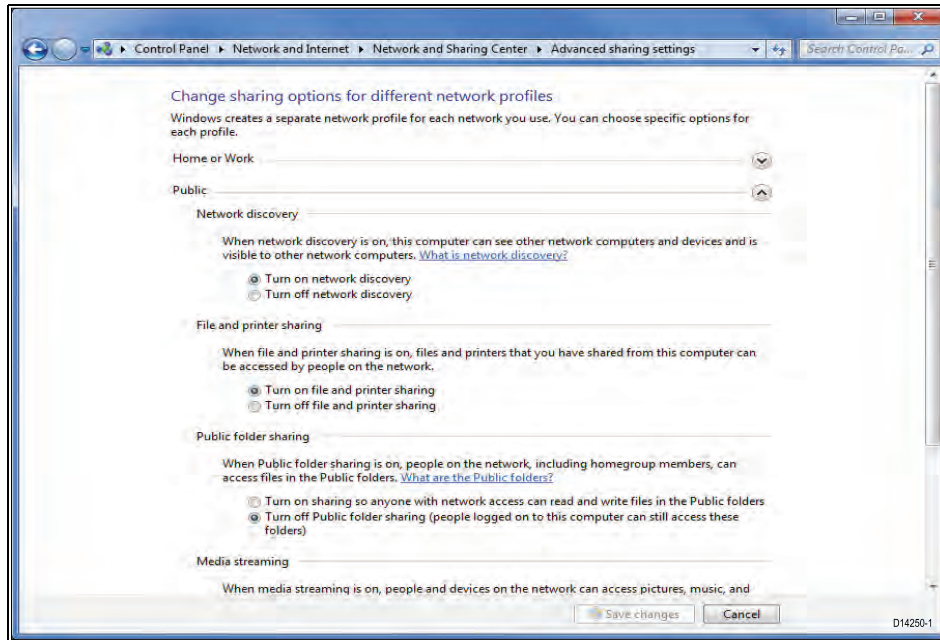 Control Panel ▸ Network and Internet ▸ Network and Sharing Center ▸ Advanced sharing settings
Search Control Pa...
Change sharing options for different network profiles
Windows creates a separate network profile for each network you use. You can choose specific options for
each profile.
Home or Work
Public
Network discovery
When network discovery is on, this computer can see other network computers and devices and is
visible to other network computers. What is network discovery?
Turn on network discovery
Turn off network discovery
File and printer sharing
When file and printer sharing is on, files and printers that you have shared from this computer can
be accessed by people on the network.
Turn on file and printer sharing
Turn off file and printer sharing
Public folder sharing
When Public folder sharing is on, people on the network, including homegroup members, can
access files in the Public folders. What are the Public folders?
Turn on sharing so anyone with network access can read and write files in the Public folders
Turn off Public folder sharing (people logged on to this computer can still access these
folders)
Media streaming
When media streaming is on, people and devices on the network can access pictures, music, and
Save changes
Cancel
D14250-1